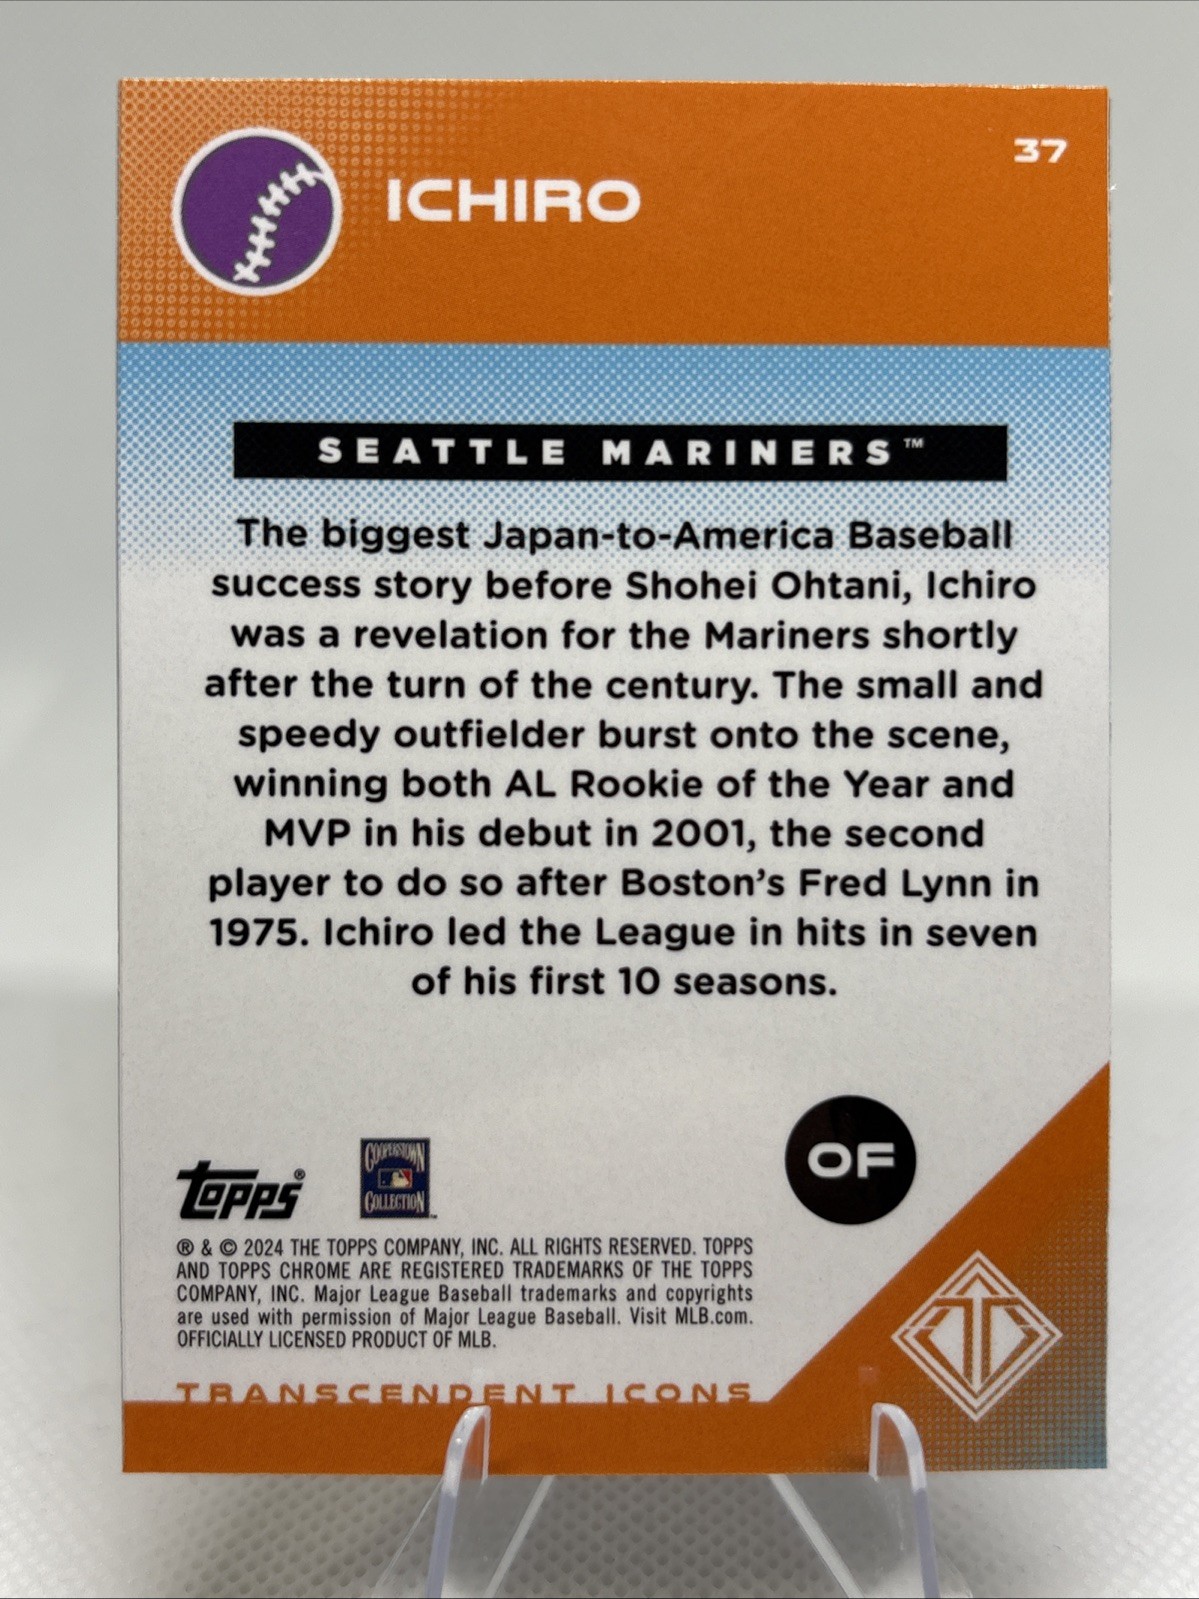 37
ICHIRO
SEATTLE MARINERS™
The biggest Japan-to-America Baseball
success story before Shohei Ohtani, Ichiro
was a revelation for the Mariners shortly
after the turn of the century. The small and
speedy outfielder burst onto the scene,
winning both AL Rookie of the Year and
MVP in his debut in 2001, the second
player to do so after Boston's Fred Lynn in
1975. Ichiro led the League in hits in seven
of his first 10 seasons.
OF
topps®
COOPERSTOWN
COLLECTION™
® & © 2024 THE TOPPS COMPANY, INC. ALL RIGHTS RESERVED. TOPPS
AND TOPPS CHROME ARE REGISTERED TRADEMARKS OF THE TOPPS
COMPANY, INC. Major League Baseball trademarks and copyrights
are used with permission of Major League Baseball. Visit MLB.com.
OFFICIALLY LICENSED PRODUCT OF MLB.
TRANSCENDENT ICONS